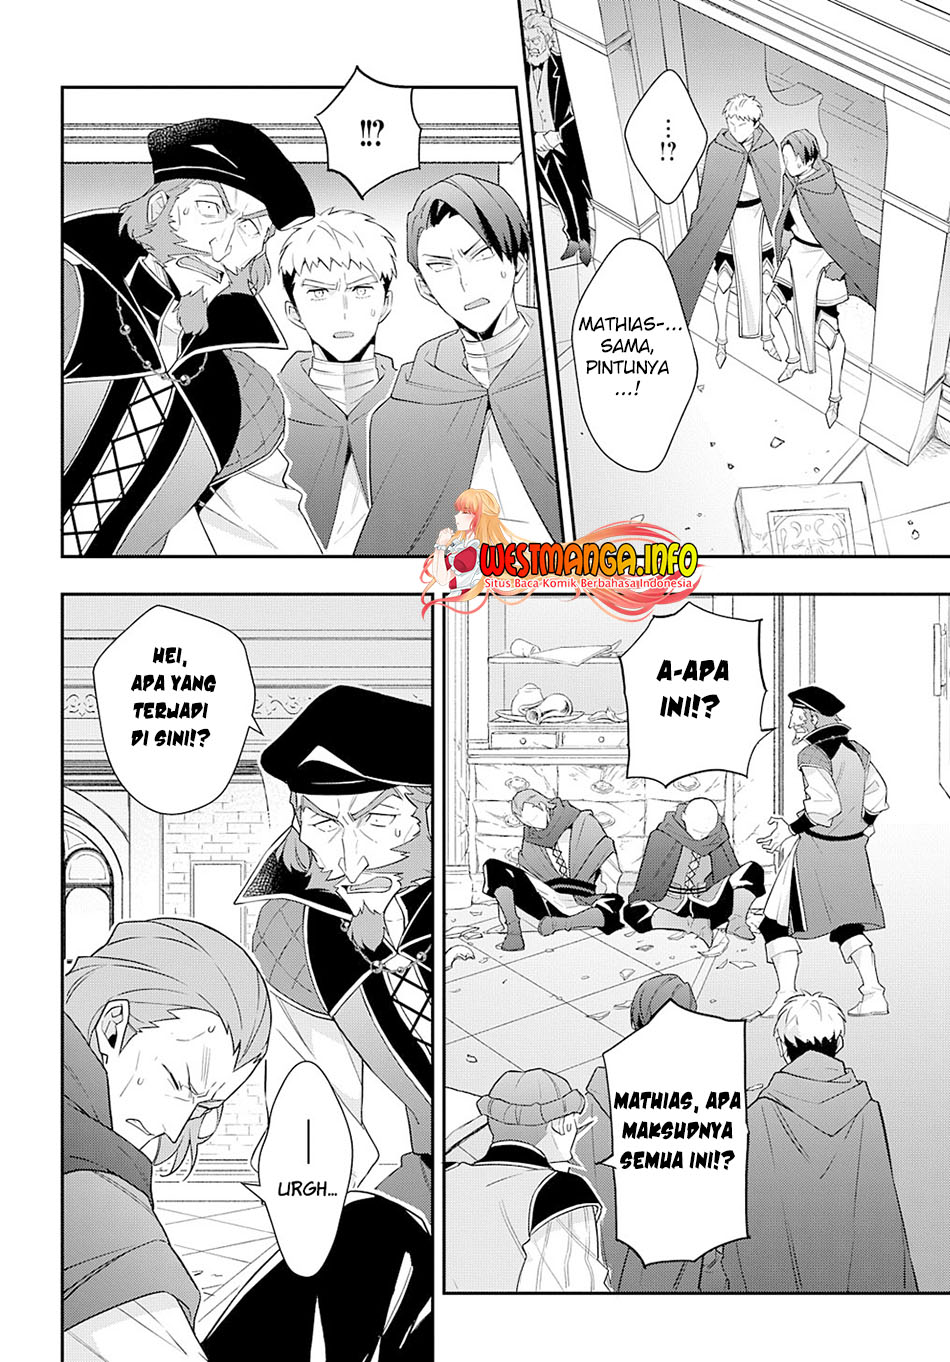 ...
!?
MATHIAS-...
SAMA,
PINTUNYA
...!
!!?
WESTMANGA.INFO
Situs Baca Komik Berbahasa Indonesia
A-APA
INI!?
MATHIAS, APA
MAKSUDNYA
SEMUA INI!?
HEI,
APA YANG
TERJADI
DI SINI!?
URGH...